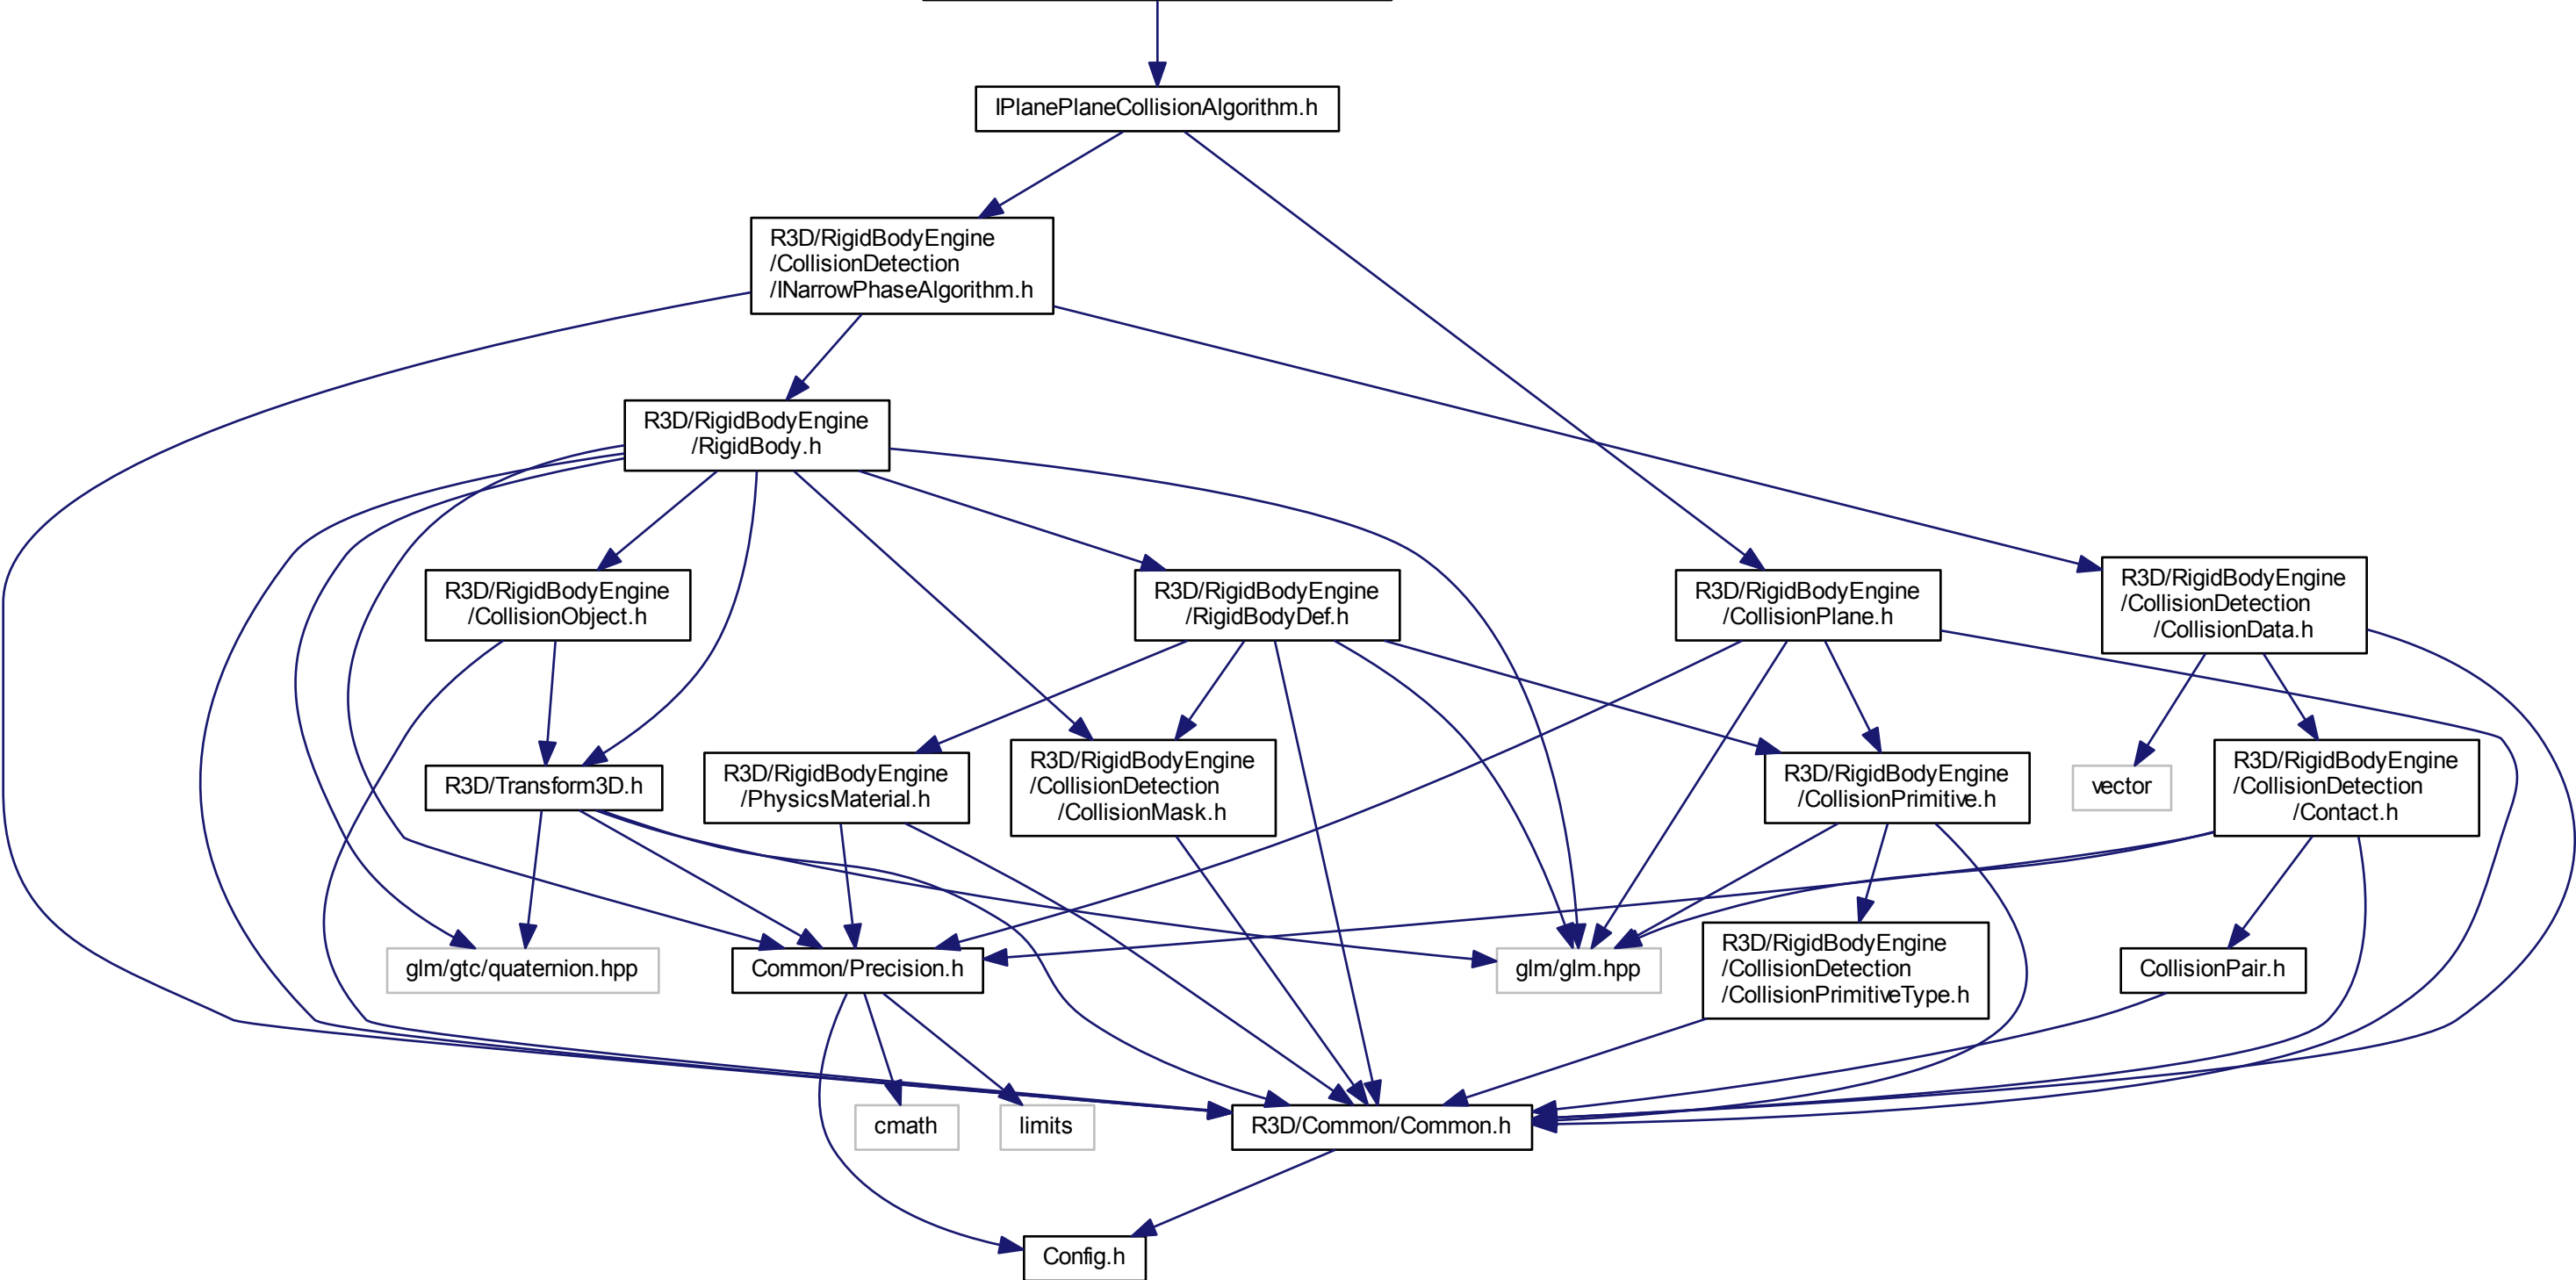 IPlanePlaneCollisionAlgorithm.h
R3D/RigidBodyEngine
/CollisionDetection
/INarrowPhaseAlgorithm.h
R3D/RigidBodyEngine
/RigidBody.h
R3D/RigidBodyEngine
/CollisionObject.h
R3D/RigidBodyEngine
/RigidBodyDef.h
R3D/RigidBodyEngine
/CollisionPlane.h
R3D/RigidBodyEngine
/CollisionDetection
/CollisionData.h
R3D/Transform3D.h
R3D/RigidBodyEngine
/PhysicsMaterial.h
R3D/RigidBodyEngine
/CollisionDetection
/CollisionMask.h
R3D/RigidBodyEngine
/CollisionPrimitive.h
vector
R3D/RigidBodyEngine
/CollisionDetection
/Contact.h
glm/gtc/quaternion.hpp
Common/Precision.h
glm/glm.hpp
R3D/RigidBodyEngine
/CollisionDetection
/CollisionPrimitiveType.h
CollisionPair.h
cmath
limits
R3D/Common/Common.h
Config.h